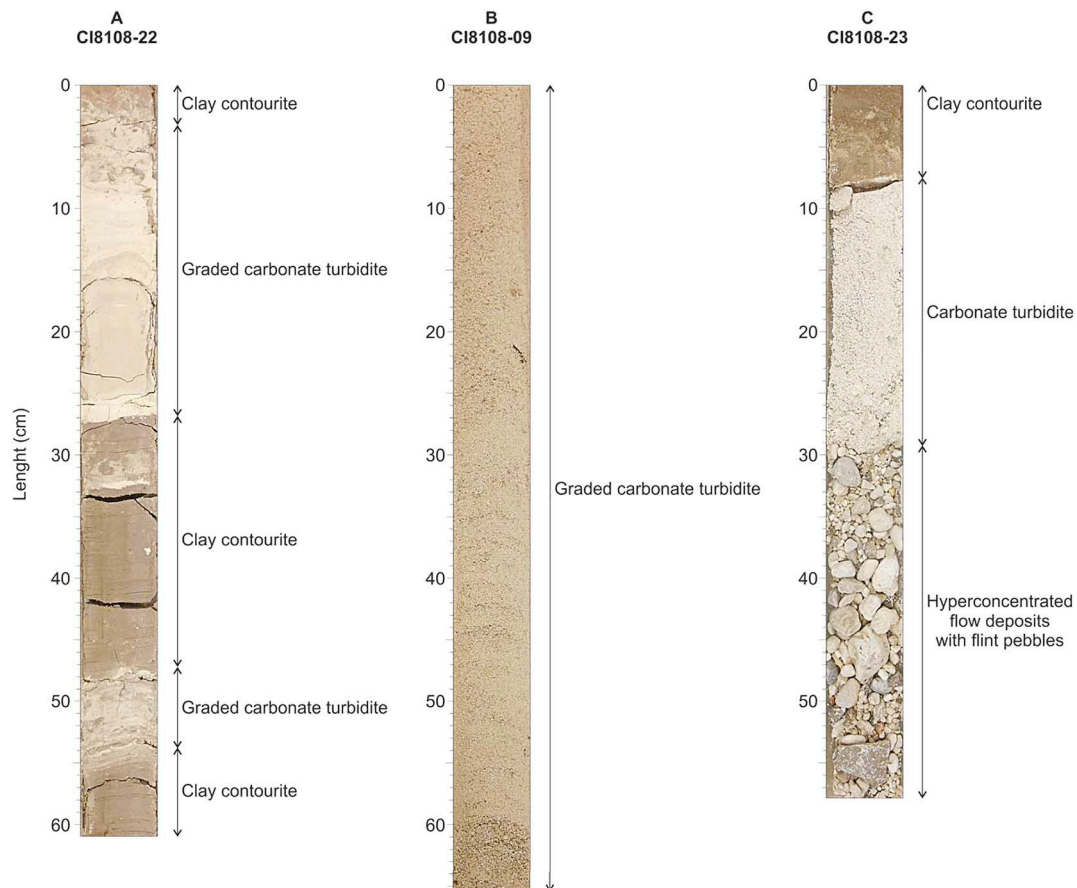 A
CI8108-22
B
CI8108-09
C
CI8108-23
Lenght (cm)
0
10
20
30
40
50
60
Clay contourite
Graded carbonate turbidite
Clay contourite
Graded carbonate turbidite
Clay contourite
0
10
20
30
40
50
60
Graded carbonate turbidite
0
10
20
30
40
50
Clay contourite
Carbonate turbidite
Hyperconcentrated
flow deposits
with flint pebbles